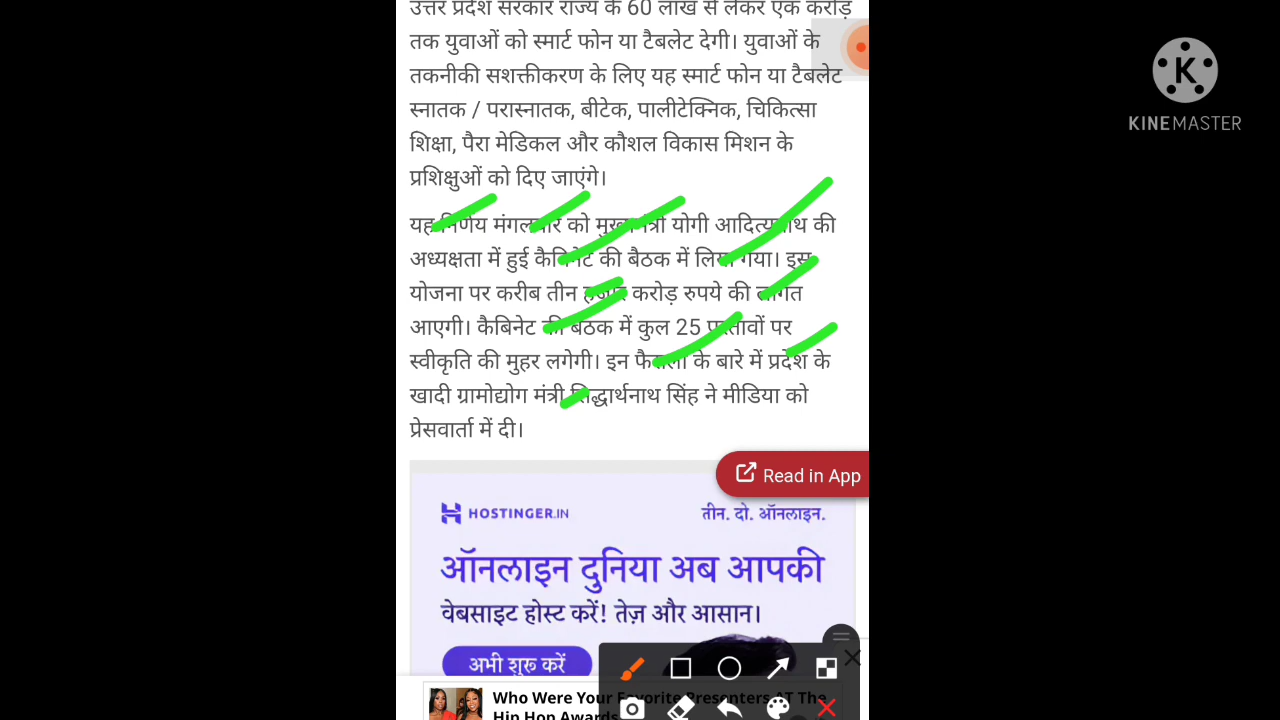 उत्तर प्रदेश सरकार राज्य के 60 लाख से लेकर एक करोड़
तक युवाओं को स्मार्ट फोन या टैबलेट देगी। युवाओं के
तकनीकी सशक्तीकरण के लिए यह स्मार्ट फोन या टैबलेट
स्नातक / परास्नातक, बीटेक, पालीटेक्निक, चिकित्सा
शिक्षा, पैरा मेडिकल और कौशल विकास मिशन के
प्रशिक्षुओं को दिए जाएंगे।
यह निर्णय मंगलवार को मुख्यमंत्री योगी आदित्यनाथ की
अध्यक्षता में हुई कैबिनेट की बैठक में लिया गया। इस
योजना पर करीब तीन हजार करोड़ रुपये की लागत
आएगी। कैबिनेट की बैठक में कुल 25 प्रस्तावों पर
स्वीकृति की मुहर लगेगी। इन फैसलों के बारे में प्रदेश के
खादी ग्रामोद्योग मंत्री सिद्धार्थनाथ सिंह ने मीडिया को
प्रेसवार्ता में दी।
Read in App
HOSTINGER.IN
तीन. दो. ऑनलाइन.
ऑनलाइन दुनिया अब आपकी
वेबसाइट होस्ट करें! तेज़ और आसान।
अभी शुरू करें
Who Were Your Favorite Presenters AT The
Hip Hop Awards
K
KINEMASTER